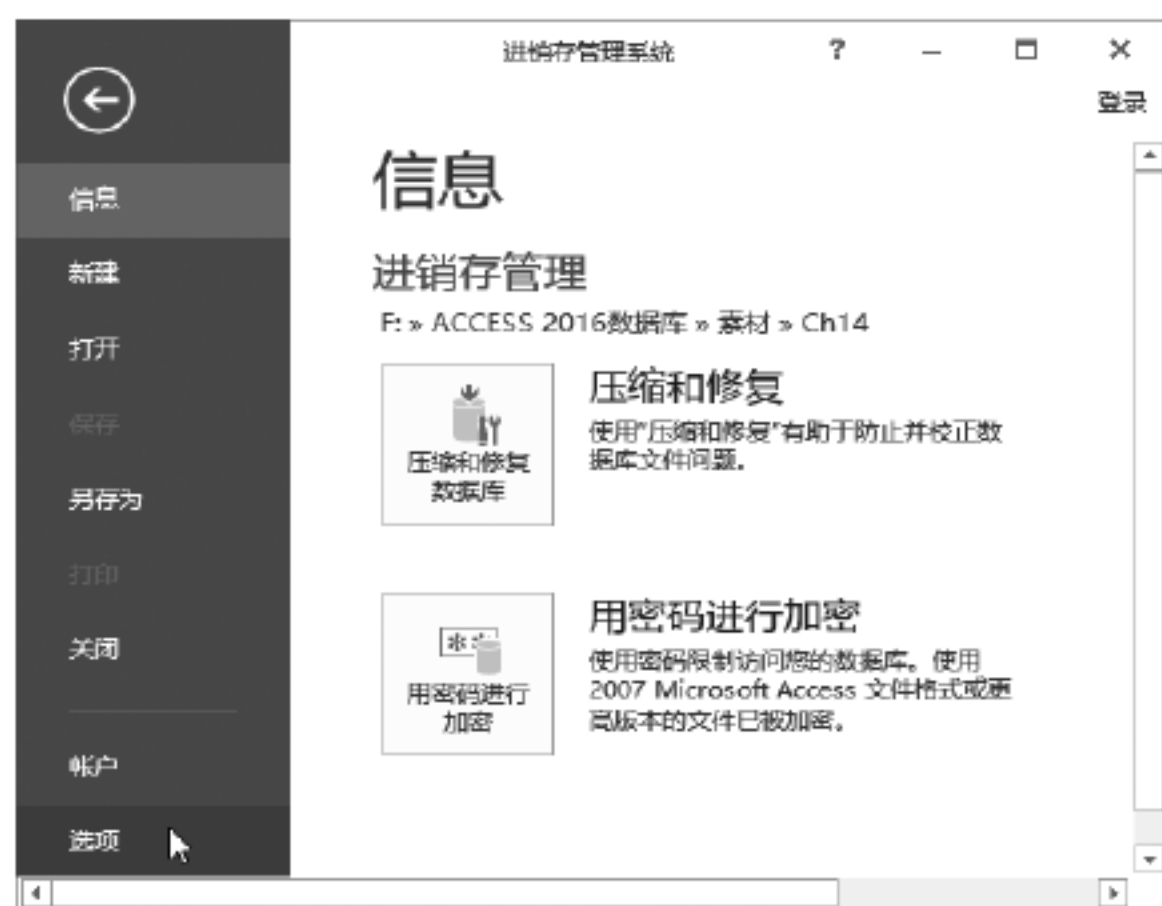 进销存管理系统
?
登录
信息
新建
打开
保存
另存为
打印
关闭
帐户
选项
信息
进销存管理
F: » ACCESS 2016数据库 » 素材 » Ch14
压缩和修复
数据库
压缩和修复
使用"压缩和修复"有助于防止并校正数
据库文件问题。
用密码进行
加密
用密码进行加密
使用密码限制访问您的数据库。使用
2007 Microsoft Access 文件格式或更
高版本的文件已被加密。